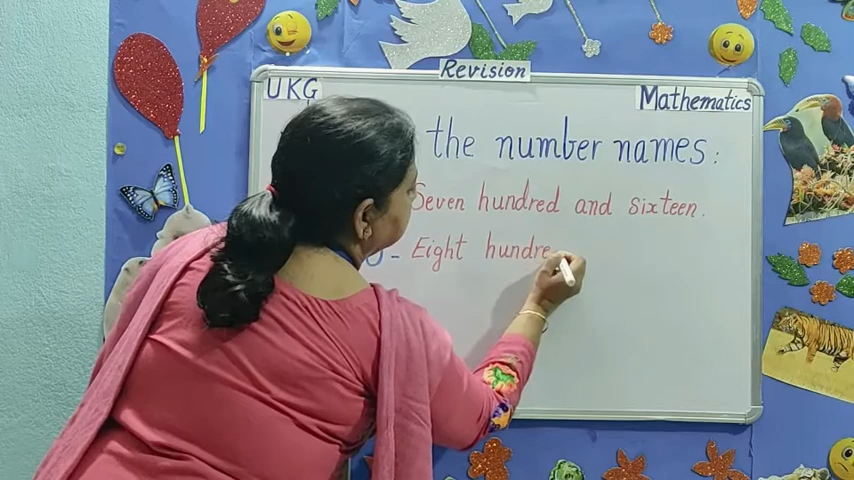 Revision
UKG
Mathematics
the number names:
Seven hundred and sixteen.
- Eight hundre